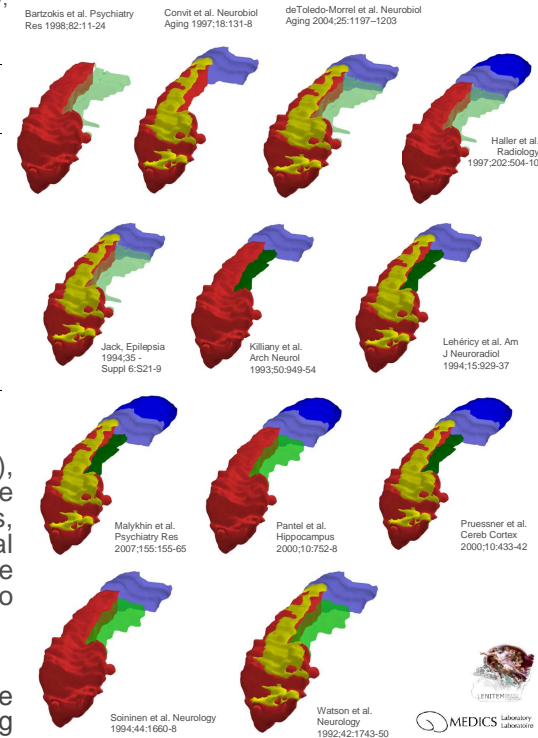 Bartzokis et al. Psychiatry
Res 1998;82:11-24
Convit et al. Neurobiol
Aging 1997;18:131-8
deToledo-Morrel et al. Neurobiol
Aging 2004;25:1197–1203
Haller et al.
Radiology
1997;202:504-10
Jack, Epilepsia
1994;35 -
Suppl 6:S21-9
Killiany et al.
Arch Neurol
1993;50:949-54
Lehéricy et al. Am
J Neuroradiol
1994;15:929-37
),
e
s,
al
e
o
Malykhin et al.
Psychiatry Res
2007;155:155-65
Pantel et al.
Hippocampus
2000;10:752-8
Pruessner et al.
Cereb Cortex
2000;10:433-42
e
g
Soininen et al. Neurology
1994;44:1660-8
Watson et al.
Neurology
1992;42:1743-50
LENITEM
MEDICS Laboratory
Laboratoire